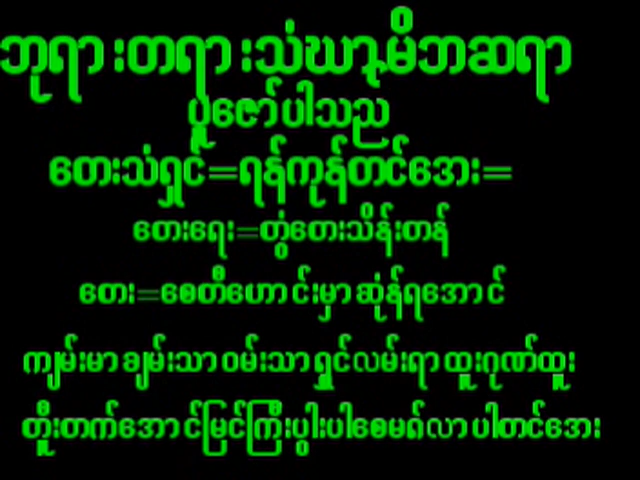 ဘုရား တရား သံဃာ့မိဘဆရာ
ပူဇော်ပါသည
တေးသံရှင်=ရန်ကုန်တင်အေး=
တေးရေး=တွံတေးသိန်းတန်
တေး=စေတီဟောင်းမှာ ဆုံန်ရအောင်
ကျမ်းမာ ချမ်းသာ ဝမ်းသာ ရှူင်လမ်းရာ ထူးဂုဏ်ထူး
တိူးတက်အောင်မြင်ကြီးပွါးပါစေမဂ်လာ ပါတင်အေး